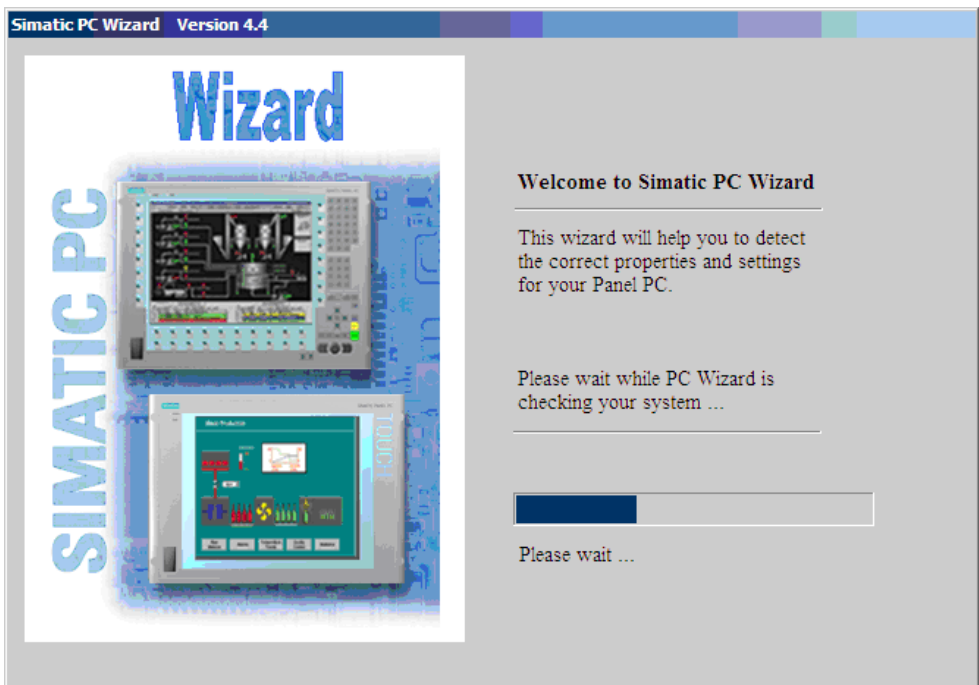 Simatic PC Wizard Version 4.4
Wizard
SIMATIC PC
TOUCH
Welcome to Simatic PC Wizard
This wizard will help you to detect
the correct properties and settings
for your Panel PC.
Please wait while PC Wizard is
checking your system ...
Please wait ...